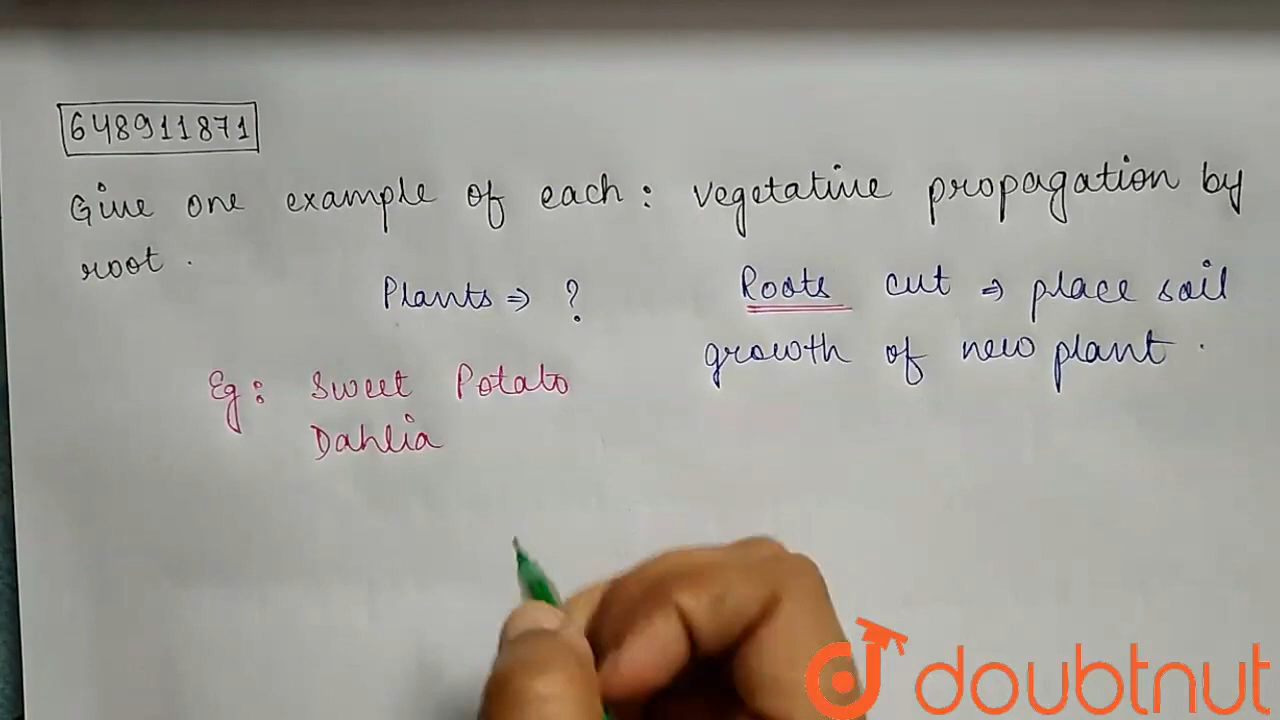 648911871
Give one example of each: vegetative propagation by
root.
Plants ⇒ ?
Roots cut ⇒ place soil
growth of new plant.
Eg: Sweet Potato
Dahlia
doubtnut